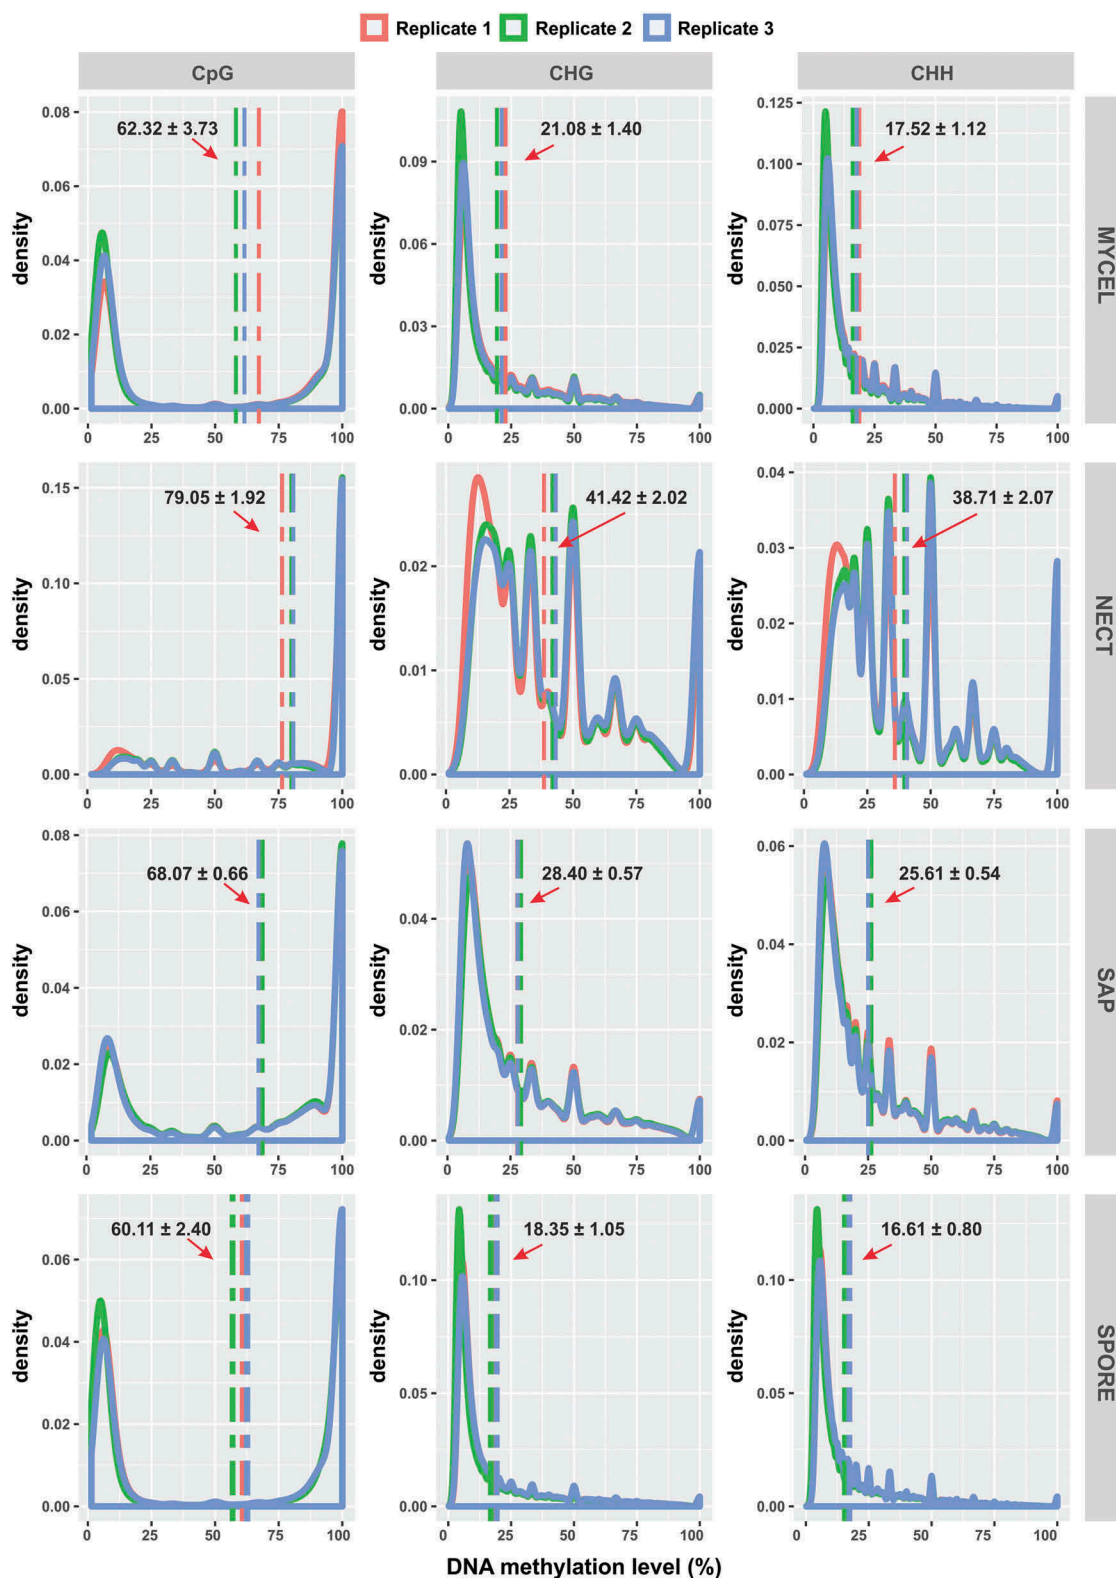 Replicate 1 Replicate 2 Replicate 3
CpG CHG CHH
density
0.08
0.06
0.04
0.02
0.00
62.32 ± 3.73
0 25 50 75 100
density
0.09
0.06
0.03
0.00
21.08 ± 1.40
0 25 50 75 100
density
0.125
0.100
0.075
0.050
0.025
0.000
17.52 ± 1.12
0 25 50 75 100
MYCEL
density
0.15
0.10
0.05
0.00
79.05 ± 1.92
0 25 50 75 100
density
0.02
0.01
0.00
41.42 ± 2.02
0 25 50 75 100
density
0.04
0.03
0.02
0.01
0.00
38.71 ± 2.07
0 25 50 75 100
NECT
density
0.08
0.06
0.04
0.02
0.00
68.07 ± 0.66
0 25 50 75 100
density
0.04
0.02
0.00
28.40 ± 0.57
0 25 50 75 100
density
0.06
0.04
0.02
0.00
25.61 ± 0.54
0 25 50 75 100
SAP
density
0.06
0.04
0.02
0.00
60.11 ± 2.40
0 25 50 75 100
density
0.10
0.05
0.00
18.35 ± 1.05
0 25 50 75 100
density
0.10
0.05
0.00
16.61 ± 0.80
0 25 50 75 100
SPORE
DNA methylation level (%)